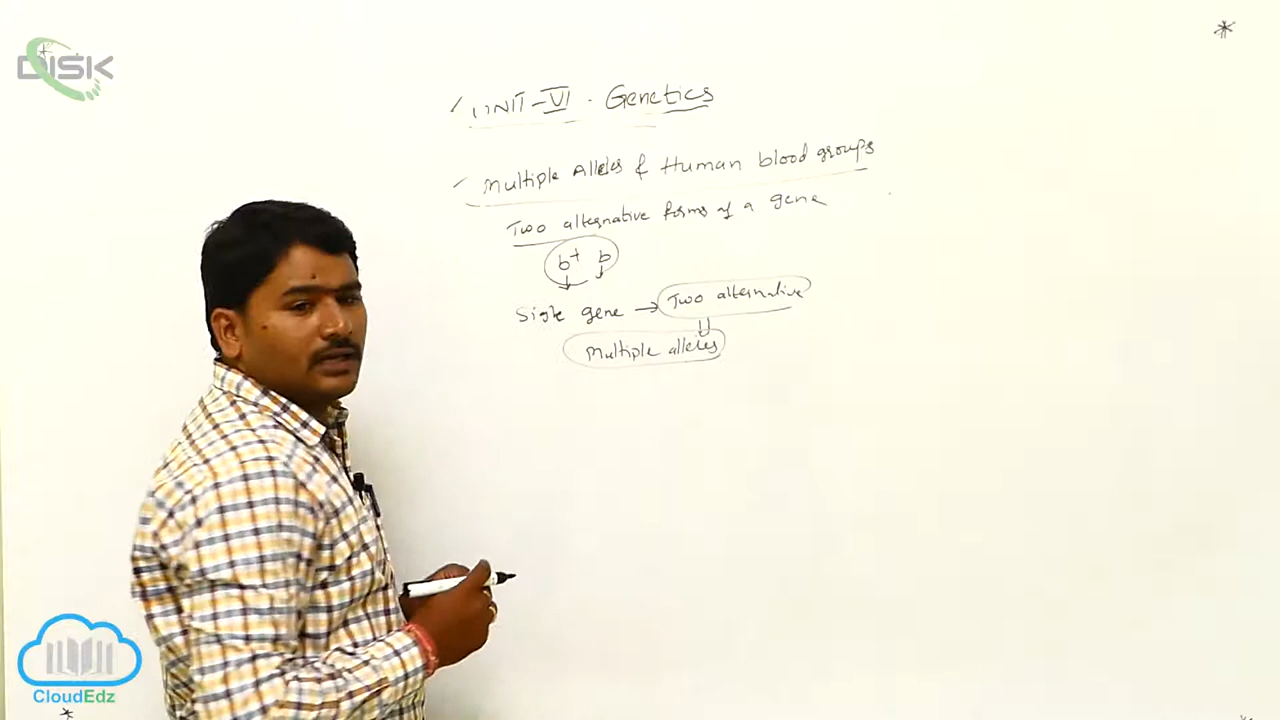 DISK
UNIT-VI. Genetics
Multiple Alleles & Human blood groups
Two alternative forms of a gene
b+ b
Sigle gene → Two alternative
Multiple alleles
CloudEdz